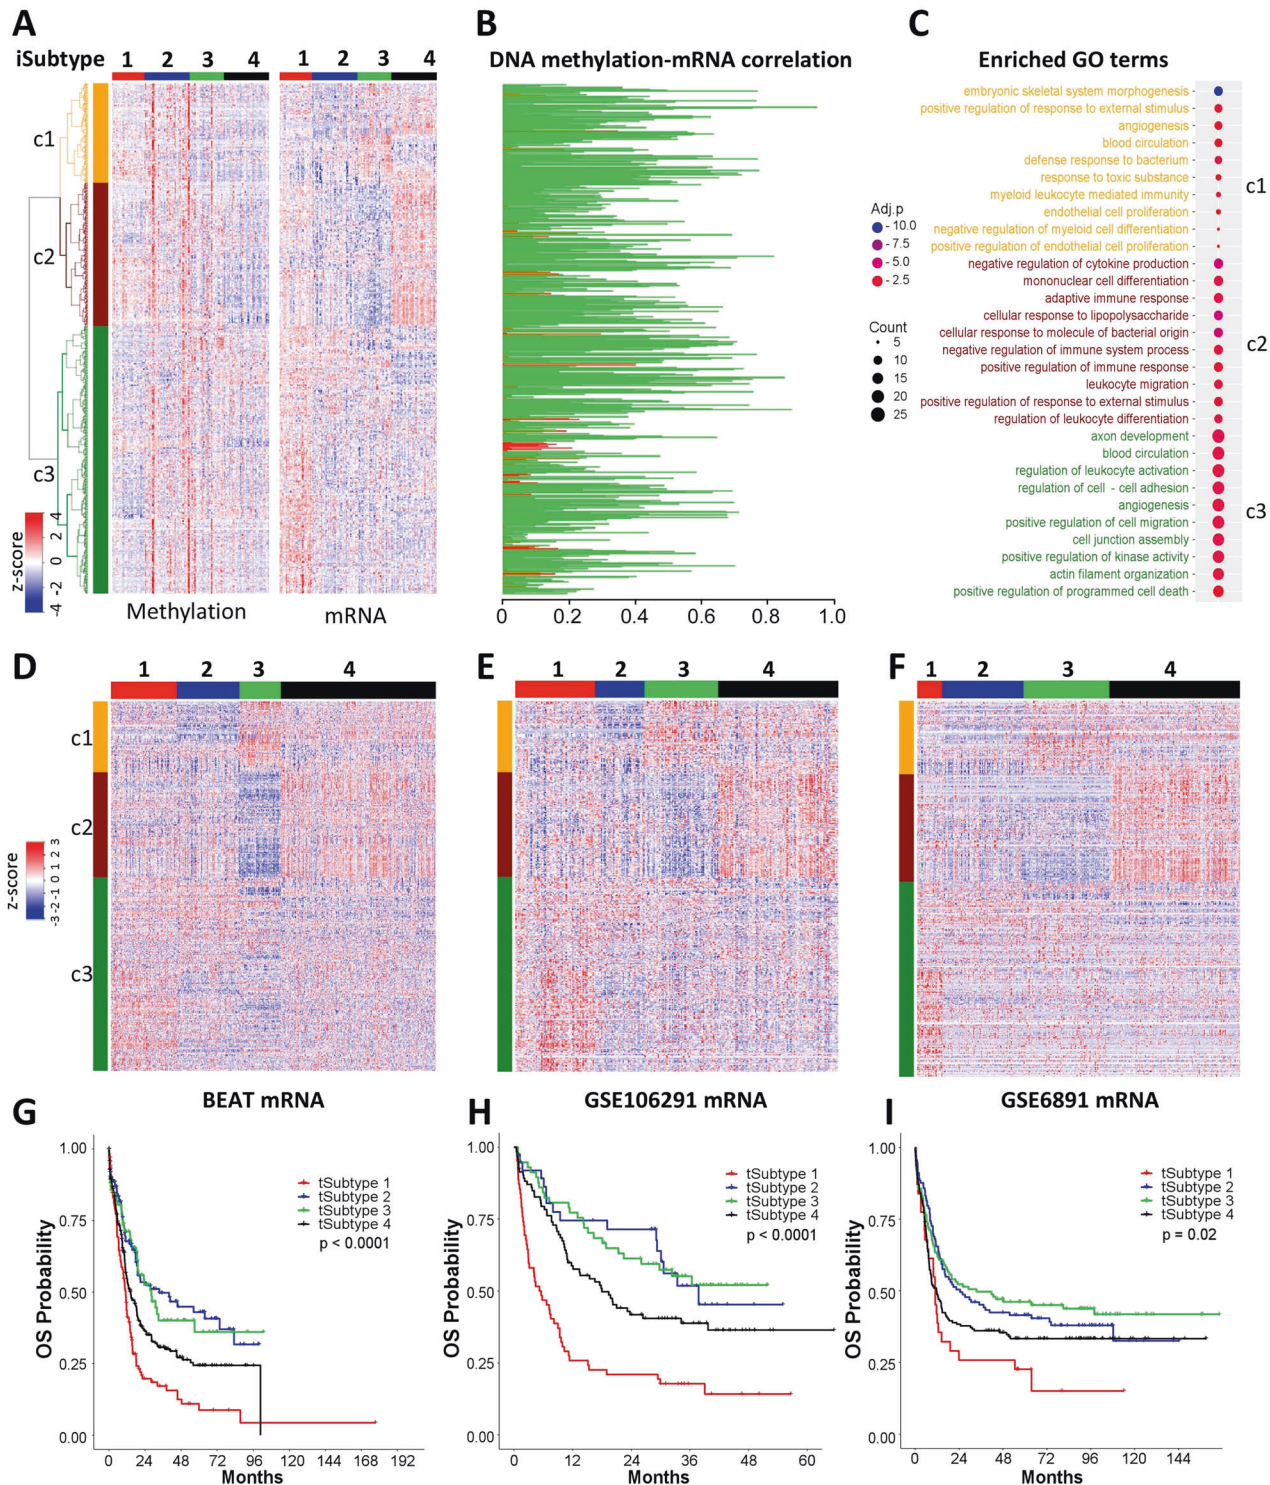 A
iSubtype
1 2 3 4
1 2 3 4
c1
c2
c3
z-score
-4 -2 0 2 4
Methylation
mRNA
B
DNA methylation-mRNA correlation
0 0.2 0.4 0.6 0.8 1.0
C
Enriched GO terms
embryonic skeletal system morphogenesis
positive regulation of response to external stimulus
angiogenesis
blood circulation
defense response to bacterium
response to toxic substance
myeloid leukocyte mediated immunity
endothelial cell proliferation
negative regulation of myeloid cell differentiation
positive regulation of endothelial cell proliferation
negative regulation of cytokine production
mononuclear cell differentiation
adaptive immune response
cellular response to lipopolysaccharide
cellular response to molecule of bacterial origin
negative regulation of immune system process
positive regulation of immune response
leukocyte migration
positive regulation of response to external stimulus
regulation of leukocyte differentiation
axon development
blood circulation
regulation of leukocyte activation
regulation of cell - cell adhesion
angiogenesis
positive regulation of cell migration
cell junction assembly
positive regulation of kinase activity
actin filament organization
positive regulation of programmed cell death
Adj.p
- 10.0
- 7.5
- 5.0
- 2.5
Count
5
10
15
20
25
c1
c2
c3
D
1 2 3 4
c1
c2
c3
z-score
-3 -2 -1 0 1 2 3
E
1 2 3 4
F
1 2 3 4
G
BEAT mRNA
OS Probability
1.00
0.75
0.50
0.25
0.00
tSubtype 1
tSubtype 2
tSubtype 3
tSubtype 4
p < 0.0001
0 24 48 72 96 120 144 168 192
Months
H
GSE106291 mRNA
OS Probability
1.00
0.75
0.50
0.25
0.00
tSubtype 1
tSubtype 2
tSubtype 3
tSubtype 4
p < 0.0001
0 12 24 36 48 60
Months
I
GSE6891 mRNA
OS Probability
1.00
0.75
0.50
0.25
0.00
tSubtype 1
tSubtype 2
tSubtype 3
tSubtype 4
p = 0.02
0 24 48 72 96 120 144
Months